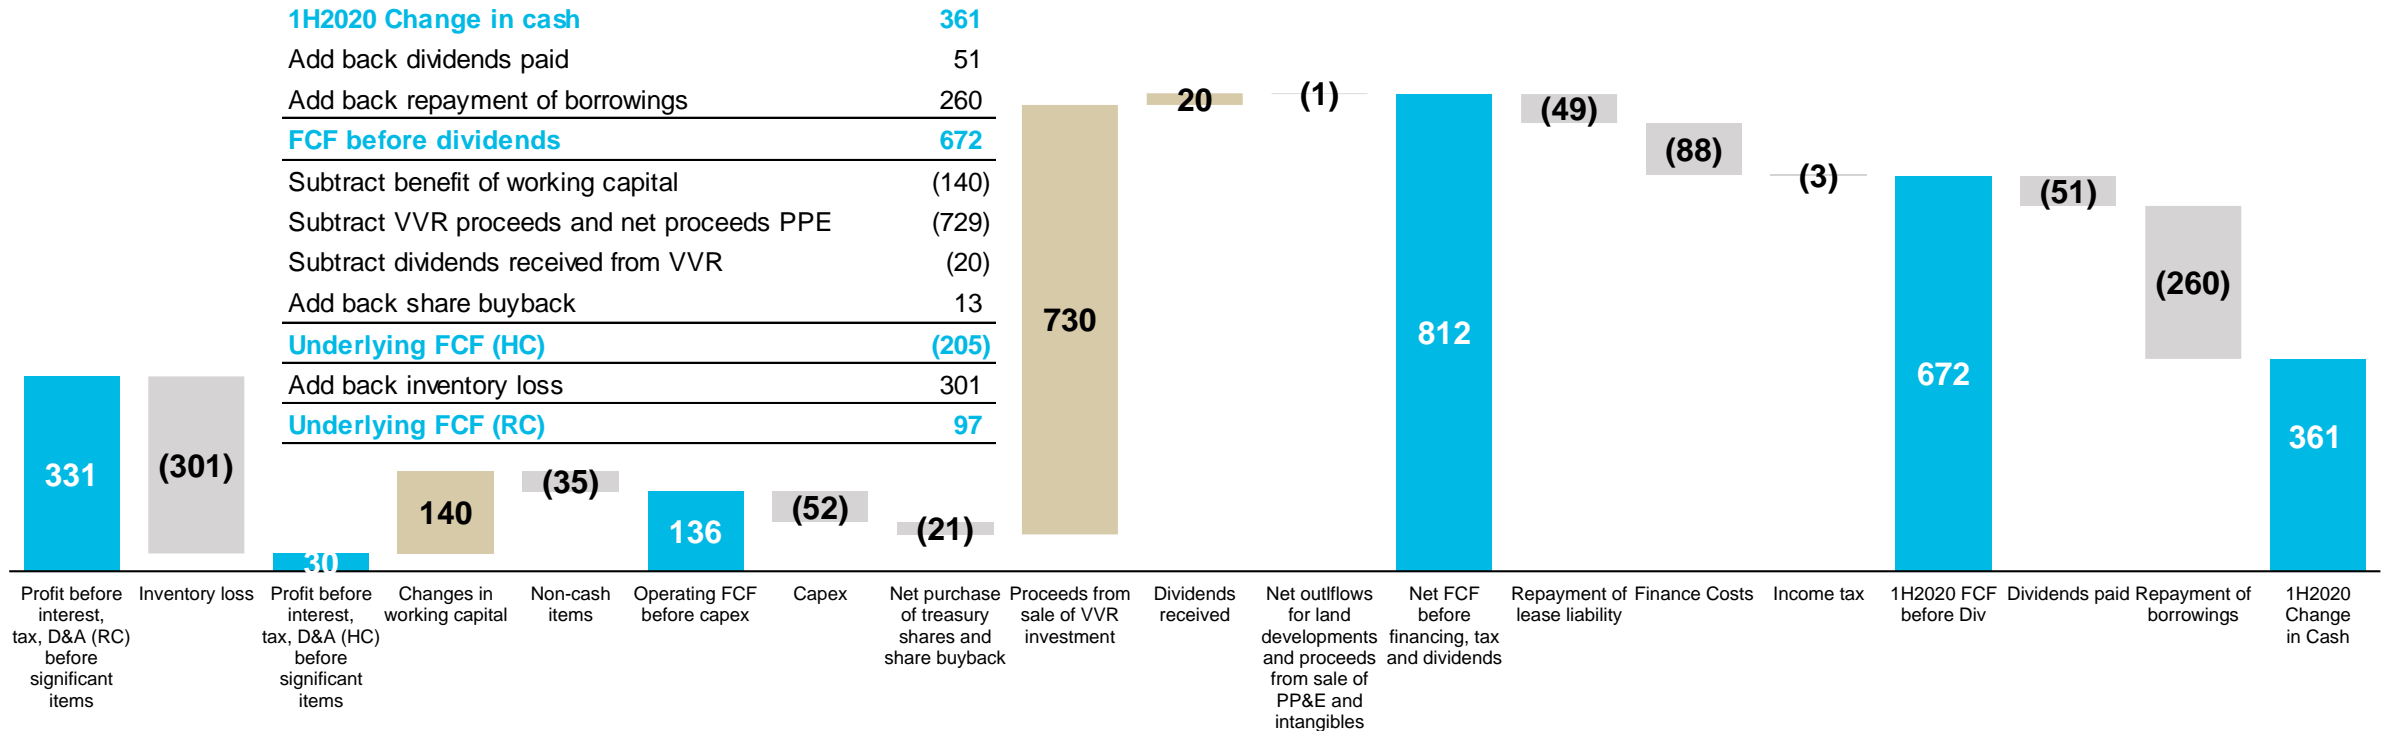 1H2020 Change in cash 361
Add back dividends paid 51
Add back repayment of borrowings 260
FCF before dividends 672
Subtract benefit of working capital (140)
Subtract VVR proceeds and net proceeds PPE (729)
Subtract dividends received from VVR (20)
Add back share buyback 13
Underlying FCF (HC) (205)
Add back inventory loss 301
Underlying FCF (RC) 97
331
(301)
30
140
(35)
136
(52)
(21)
730
20
(1)
812
(49)
(88)
(3)
672
(51)
(260)
361
Profit before
interest,
tax, D&A (RC)
before
significant
items
Inventory loss
Profit before
interest,
tax, D&A (HC)
before
significant
items
Changes in
working capital
Non-cash
items
Operating FCF
before capex
Capex
Net purchase
of treasury
shares and
share buyback
Proceeds from
sale of VVR
investment
Dividends
received
Net outlflows
for land
developments
and proceeds
from sale of
PP&E and
intangibles
Net FCF
before
financing, tax
and dividends
Repayment of
lease liability
Finance Costs
Income tax
1H2020 FCF
before Div
Dividends paid
Repayment of
borrowings
1H2020
Change
in Cash